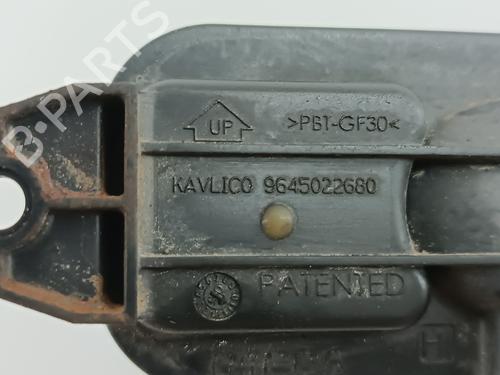 B-PARTS
UP
>PBT-GF30<
KAVLICO 9645022680
PATENTED
H